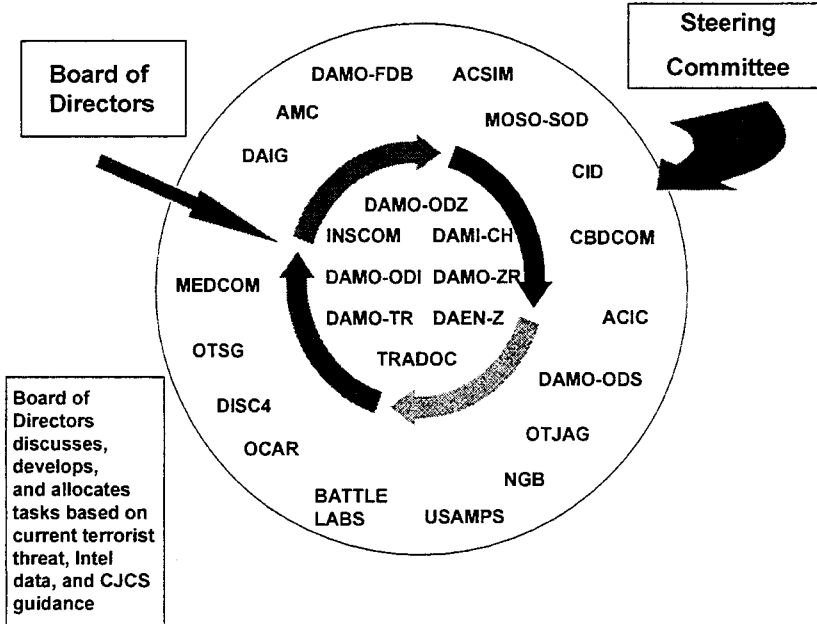 Steering
Committee
Board of
Directors
DAMO-FDB
ACSIM
AMC
MOSO-SOD
DAIG
CID
DAMO-ODZ
INSCOM
DAMI-CH
CBDCOM
MEDCOM
DAMO-ODI
DAMO-ZR
DAMO-TR
DAEN-Z
ACIC
OTSG
TRADOC
DAMO-ODS
DISC4
OTJAG
OCAR
NGB
BATTLE
LABS
USAMPS
Board of
Directors
discusses,
develops,
and allocates
tasks based on
current terrorist
threat, Intel
data, and CJCS
guidance